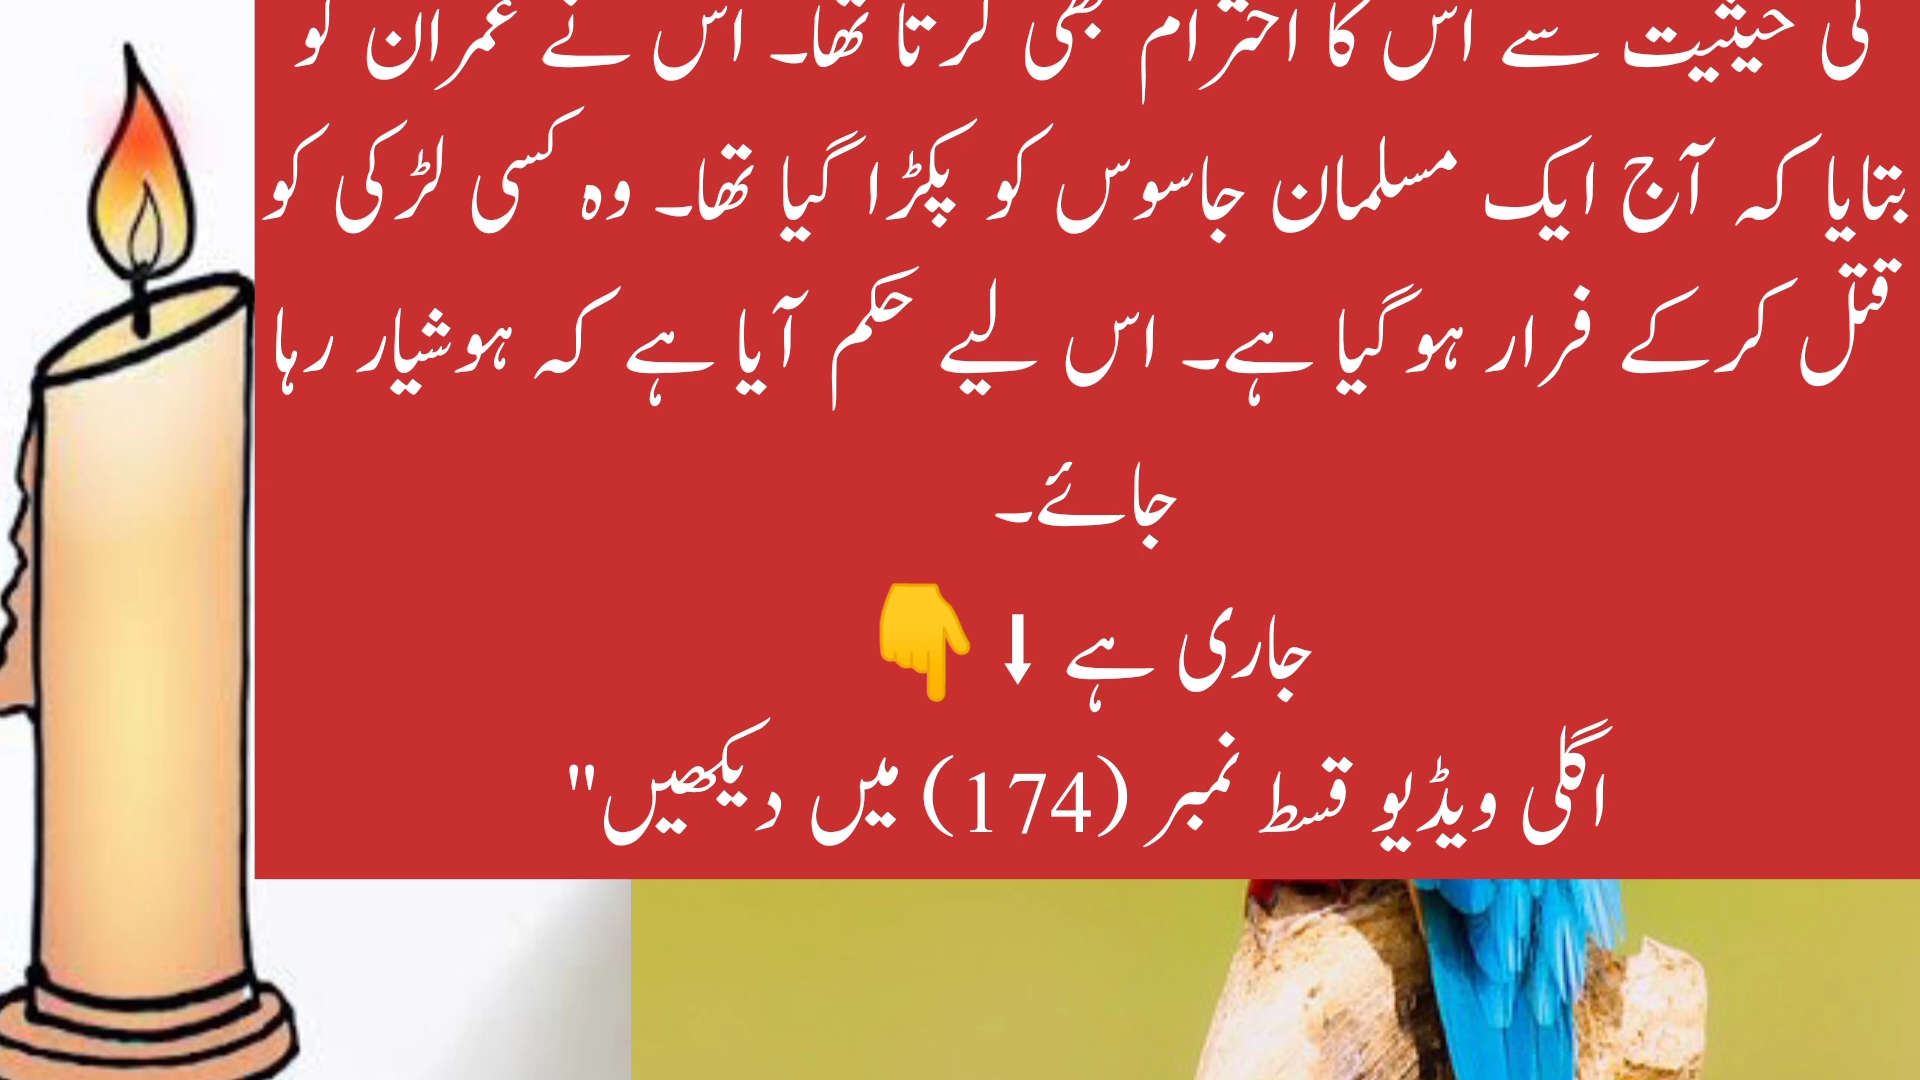 کی حیثیت سے اس کا احترام بھی کرتا تھا۔ اس نے عمران کو
بتایا کہ آج ایک مسلمان جاسوس کو پکڑا گیا تھا۔ وہ کسی لڑکی کو
قتل کرکے فرار ہوگیا ہے۔ اس لیے حکم آیا ہے کہ ہوشیار رہا
جائے۔
جاری ہے ⬇👇
اگلی ویڈیو قسط نمبر (174) میں دیکھیں"